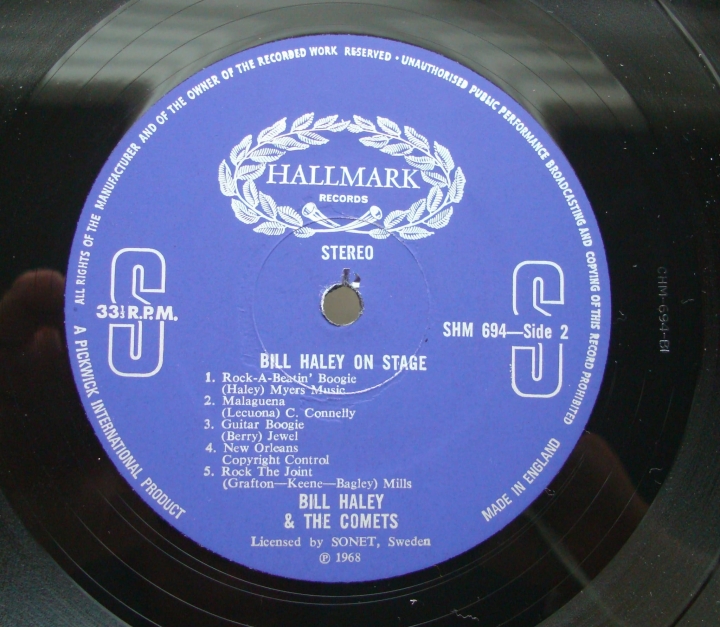 ALL RIGHTS OF THE MANUFACTURER AND OF THE OWNER OF THE RECORDED WORK RESERVED · UNAUTHORISED PUBLIC PERFORMANCE BROADCASTING AND COPYING OF THIS RECORD PROHIBITED
HALLMARK
RECORDS
STEREO
33⅓ R.P.M.
SHM 694—Side 2
BILL HALEY ON STAGE
1. Rock-A-Beatin' Boogie
(Haley) Myers Music
2. Malaguena
(Lecuona) C. Connelly
3. Guitar Boogie
(Berry) Jewel
4. New Orleans
Copyright Control
5. Rock The Joint
(Grafton—Keene—Bagley) Mills
BILL HALEY
& THE COMETS
Licensed by SONET, Sweden
℗ 1968
A PICKWICK INTERNATIONAL PRODUCT
MADE IN ENGLAND